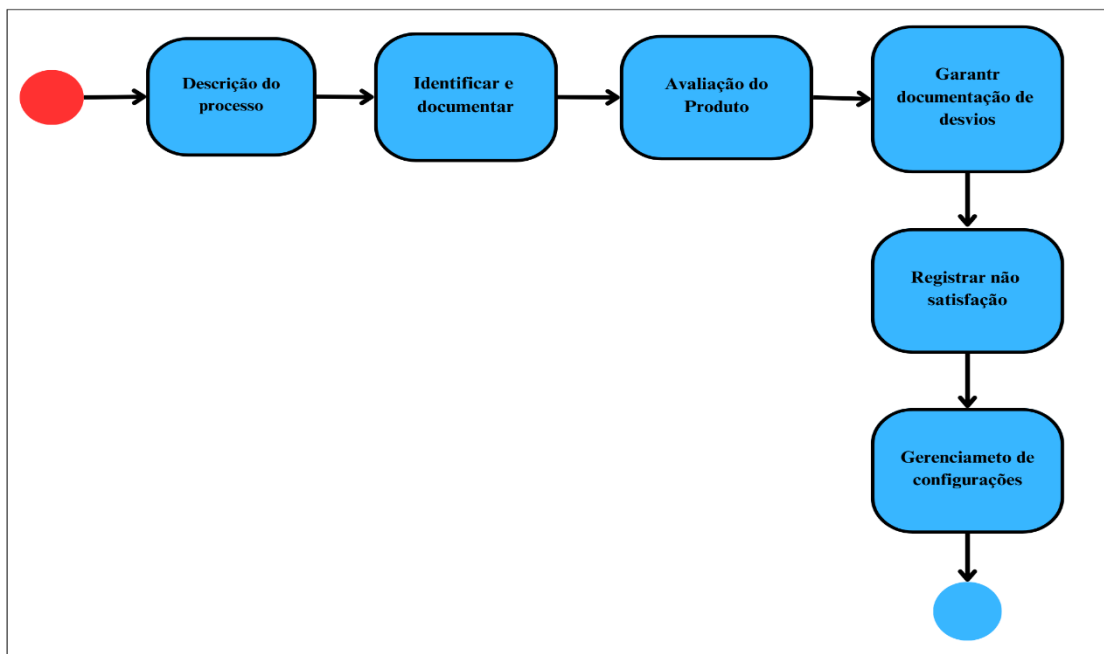 Descrição do
processo
Identificar e
documentar
Avaliação do
Produto
Garantr
documentação de
desvios
Registrar não
satisfação
Gerenciameto de
configurações